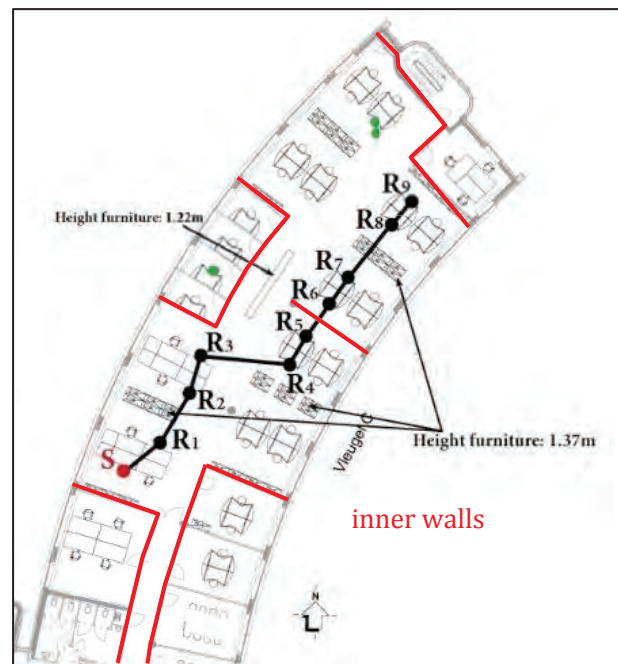 R9
R8
Height furniture: 1.22m
R7
R6
R5
R3
R4
R2
R1
Vleugel C
Height furniture: 1.37m
S
inner walls
N